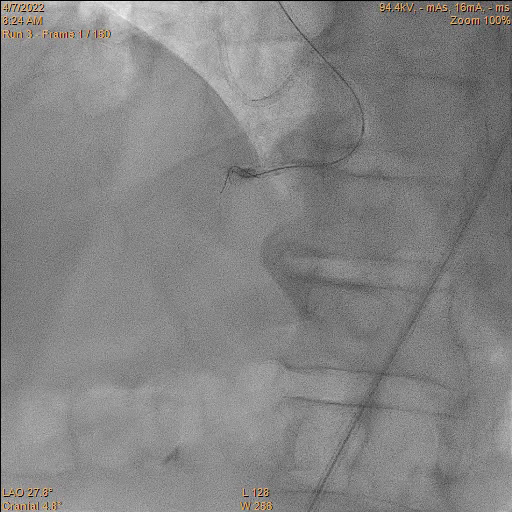 4/7/2022
8:24 AM
Run 3 - Frame 1 / 160
94.4kV, - mAs, 16mA, - ms
Zoom 100%
LAO 27.8°
Cranial 4.8°
L 128
W 256